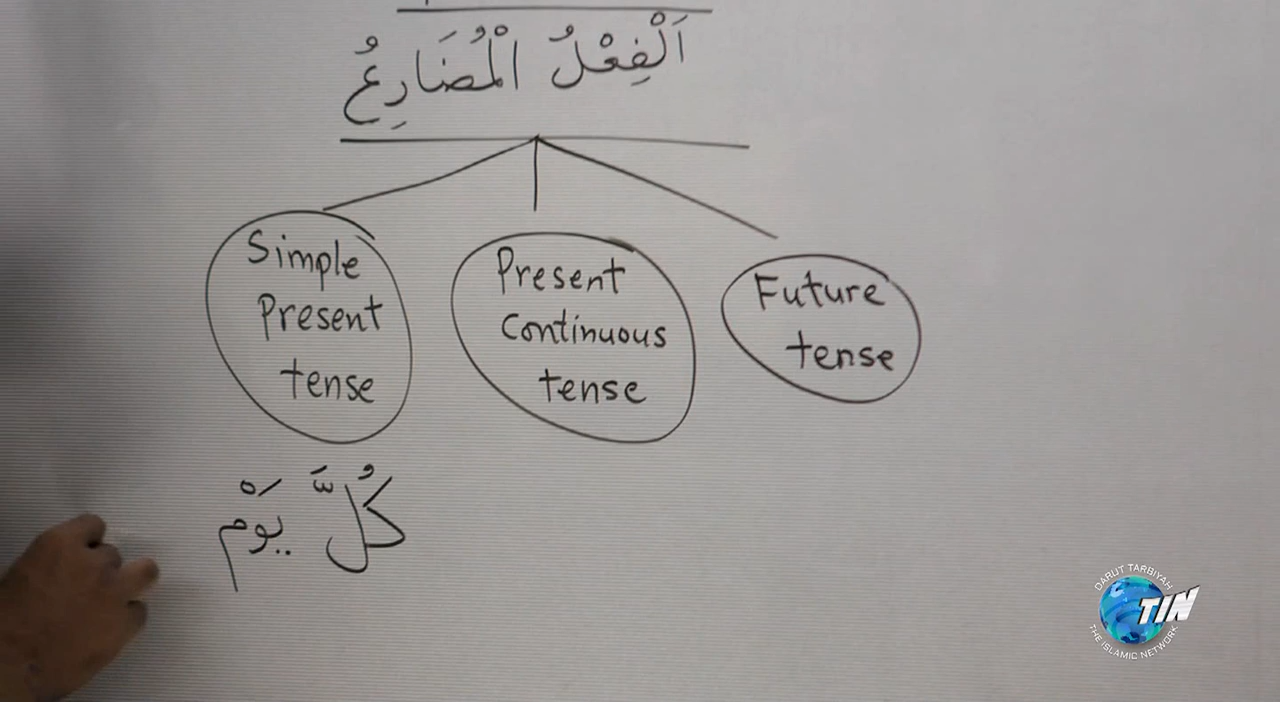 اَلْفِعْلُ الْمُضَارِعُ
Simple
Present
tense
Present
Continuous
tense
Future
tense
كُلَّ يَوْم
DARUT TARBIYAH
TIN
THE ISLAMIC NETWORK